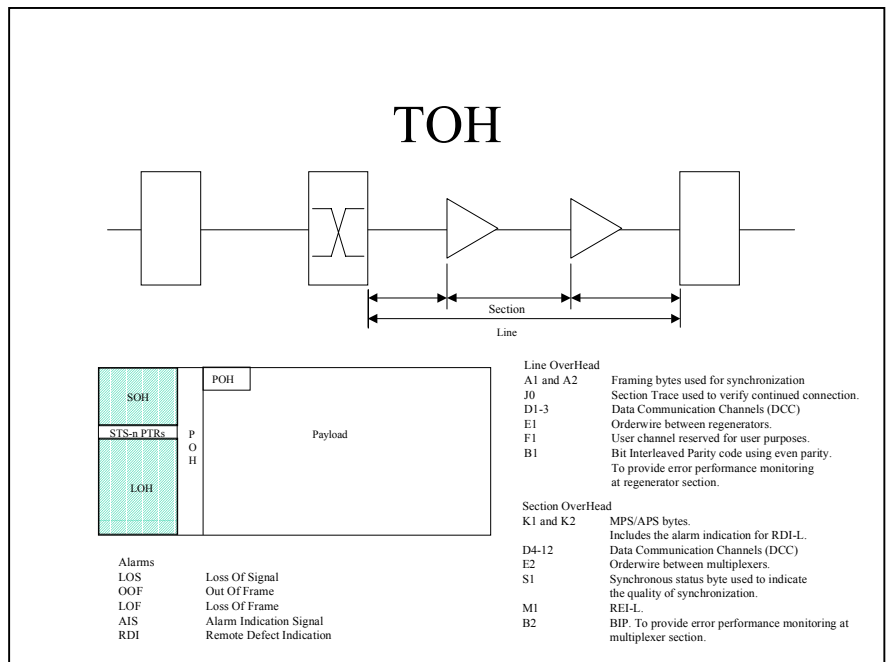 TOH
Section
Line
SOH
STS-n PTRs
LOH
P
O
H
POH
Payload
Alarms
LOS Loss Of Signal
OOF Out Of Frame
LOF Loss Of Frame
AIS Alarm Indication Signal
RDI Remote Defect Indication
Line OverHead
A1 and A2 Framing bytes used for synchronization
J0 Section Trace used to verify continued connection.
D1-3 Data Communication Channels (DCC)
E1 Orderwire between regenerators.
F1 User channel reserved for user purposes.
B1 Bit Interleaved Parity code using even parity.
To provide error performance monitoring
at regenerator section.
Section OverHead
K1 and K2 MPS/APS bytes.
Includes the alarm indication for RDI-L.
D4-12 Data Communication Channels (DCC)
E2 Orderwire between multiplexers.
S1 Synchronous status byte used to indicate
the quality of synchronization.
M1 REI-L.
B2 BIP. To provide error performance monitoring at
multiplexer section.